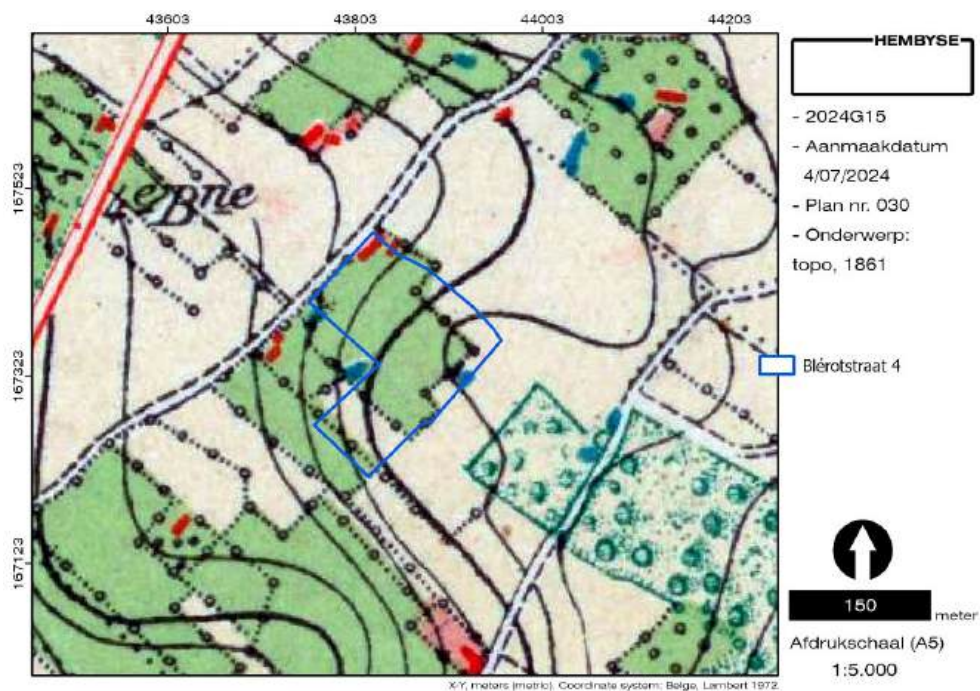 43603 43803 44003 44203
HEMBYSE
- 2024G15
- Aanmaakdatum
4/07/2024
- Plan nr. 030
- Onderwerp:
topo, 1861
167523
167323
167123
Blérotstraat 4
150 meter
Afdrukschaal (A5)
1:5.000
X-Y, meters (metric). Coordinate system: Belge, Lambert 1972.